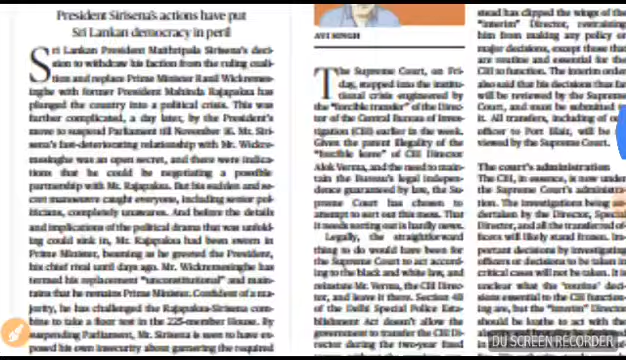 President Sirisena's actions have put
Sri Lankan democracy in peril
Sri Lankan President Maithripala Sirisena's deci-
sion to withdraw his faction from the ruling coali-
tion and replace Prime Minister Ranil Wickremes-
inghe with former President Mahinda Rajapaksa has
plunged the country into a political crisis. This was
further complicated, a day later, by the President's
move to suspend Parliament till November 16. Mr. Siri-
sena's fast-deteriorating relationship with Mr. Wickre-
mesinghe was an open secret, and there were indica-
tions that he could be negotiating a possible
partnership with Mr. Rajapaksa. But his sudden and se-
cret manoeuvre caught everyone, including senior pol-
iticians, completely unawares. And before the details
and implications of the political drama that was unfold-
ing could sink in, Mr. Rajapaksa had been sworn in
Prime Minister, beaming as he greeted the President,
his chief rival until days ago. Mr. Wickremesinghe has
termed his replacement "unconstitutional" and main-
tains that he remains Prime Minister. Confident of a ma-
jority, he has challenged the Rajapaksa-Sirisena com-
bine to take a floor test in the 225-member House. By
suspending Parliament, Mr. Sirisena is seen to have ex-
posed his own insecurity about garnering the required
AVI SINGH
The Supreme Court, on Fri-
day, stepped into the institu-
tional crisis engineered by
the "forcible transfer" of the Direc-
tor of the Central Bureau of Inves-
tigation (CBI) earlier in the week.
Given the patent illegality of the
"forcible leave" of CBI Director
Alok Verma, and the need to main-
tain the Bureau's legal indepen-
dence guaranteed by law, the Su-
preme Court has chosen to
attempt to sort out this mess. That
it needs sorting out is hardly news.
Legally, the straightforward
thing to do would have been for
the Supreme Court to act accord-
ing to the black and white law, and
reinstate Mr. Verma, the CBI Direc-
tor, and leave it there. Section 4B
of the Delhi Special Police Esta-
blishment Act doesn't allow the
government to transfer the CBI Di-
rector during the two-year fixed
stead has clipped the wings of the
"interim" Director, restraining
him from making any policy or
major decisions, except those that
are routine and essential for the
CBI to function. The interim order
also said that his decisions thus far
will be reviewed by the Supreme
Court, and must be submitted to
it. All transfers, including of one
officer to Port Blair, will be re-
viewed by the Supreme Court.
The court's administration
The CBI, in essence, is now under
the Supreme Court's administra-
tion. The investigations being un-
dertaken by the Director, Special
Director, and all the transferred of-
ficers will likely stand frozen. Im-
portant decisions by investigating
officers or decisions to be taken in
critical cases will not be taken. It is
unclear what the 'routine' deci-
sions essential to the CBI function-
ing are, but the "interim" Director
should be loathe to act with the
DU SCREEN RECORDER